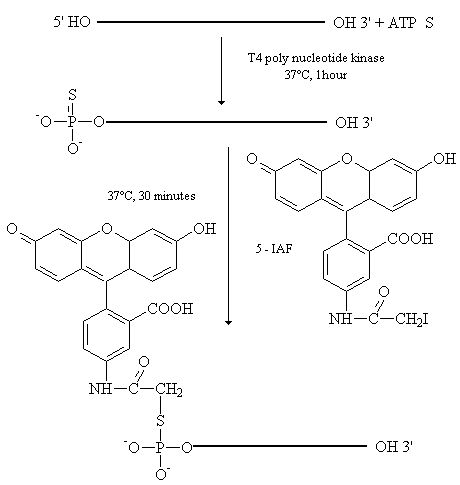 5' HO OH 3' + ATP S
T4 poly nucleotide kinase
37°C, 1hour
S
-O P O OH 3'
O-
37°C, 30 minutes
O O OH
O O OH
5 - IAF
COOH
COOH
O
NH C CH2I
O
NH C CH2
S
-O P O OH 3'
O-